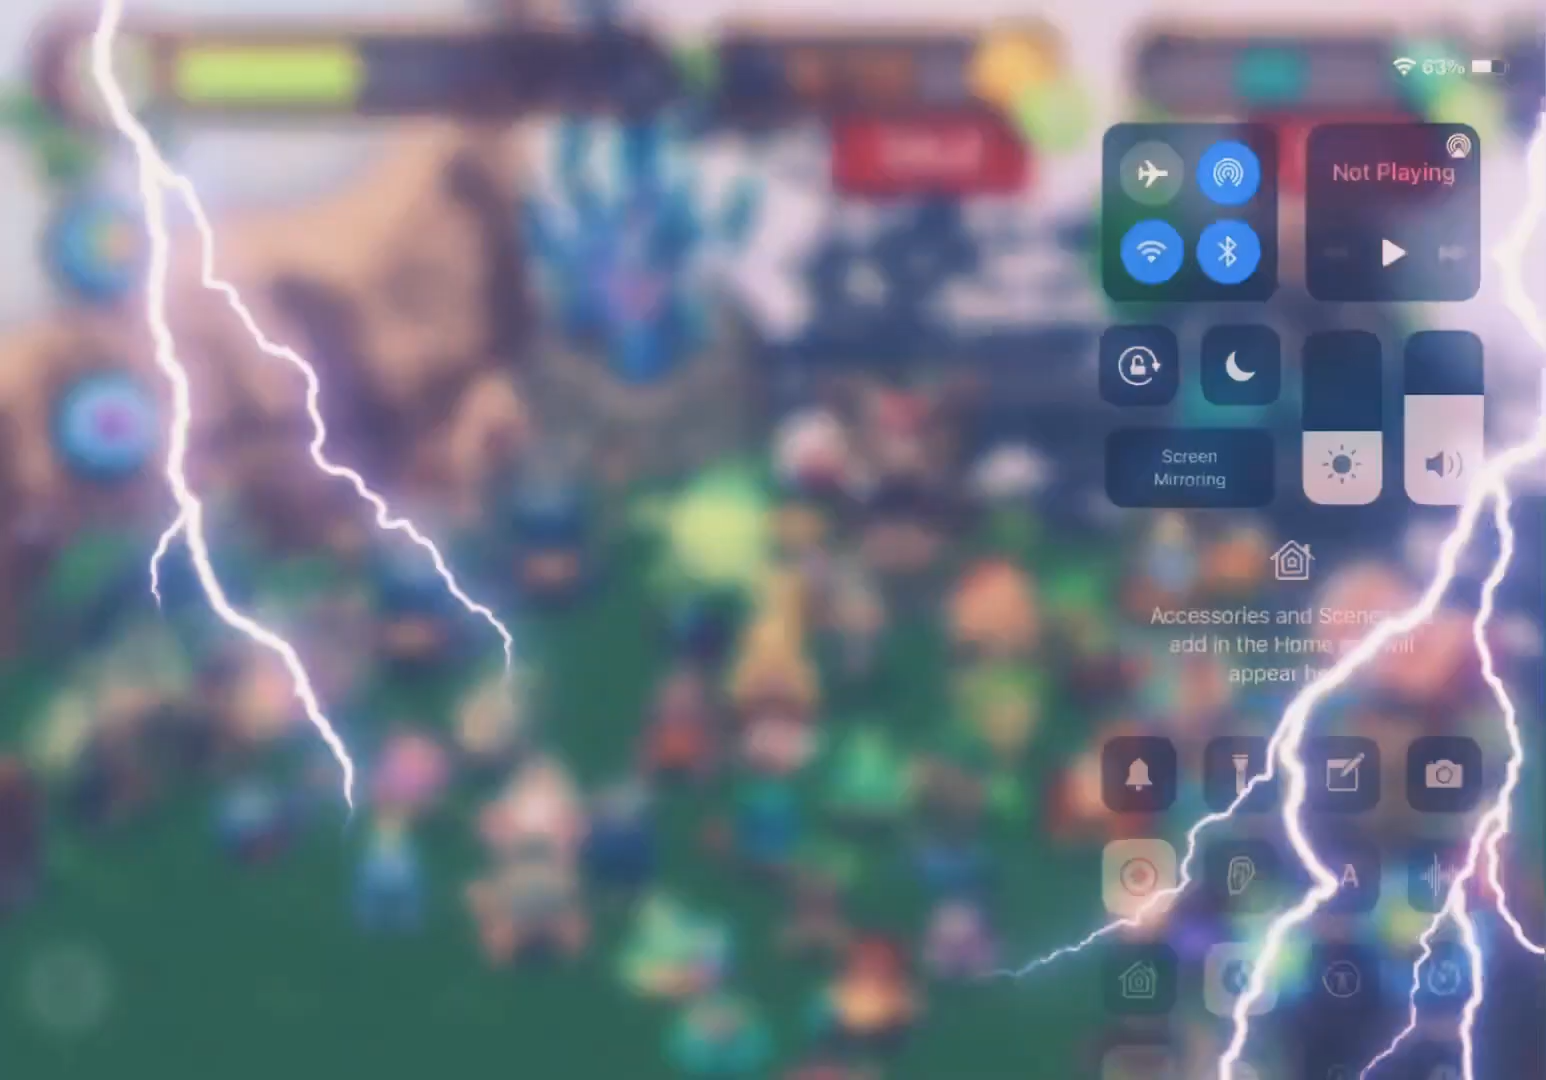 63%
Not Playing
Screen
Mirroring
Accessories and Scene
add in the Home
appear
A